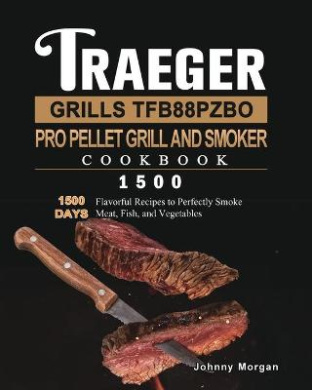 TRAEGER
GRILLS TFB88PZBO
PRO PELLET GRILL AND SMOKER
COOKBOOK
1500
1500 DAYS
Flavorful Recipes to Perfectly Smoke
Meat, Fish, and Vegetables
Johnny Morgan